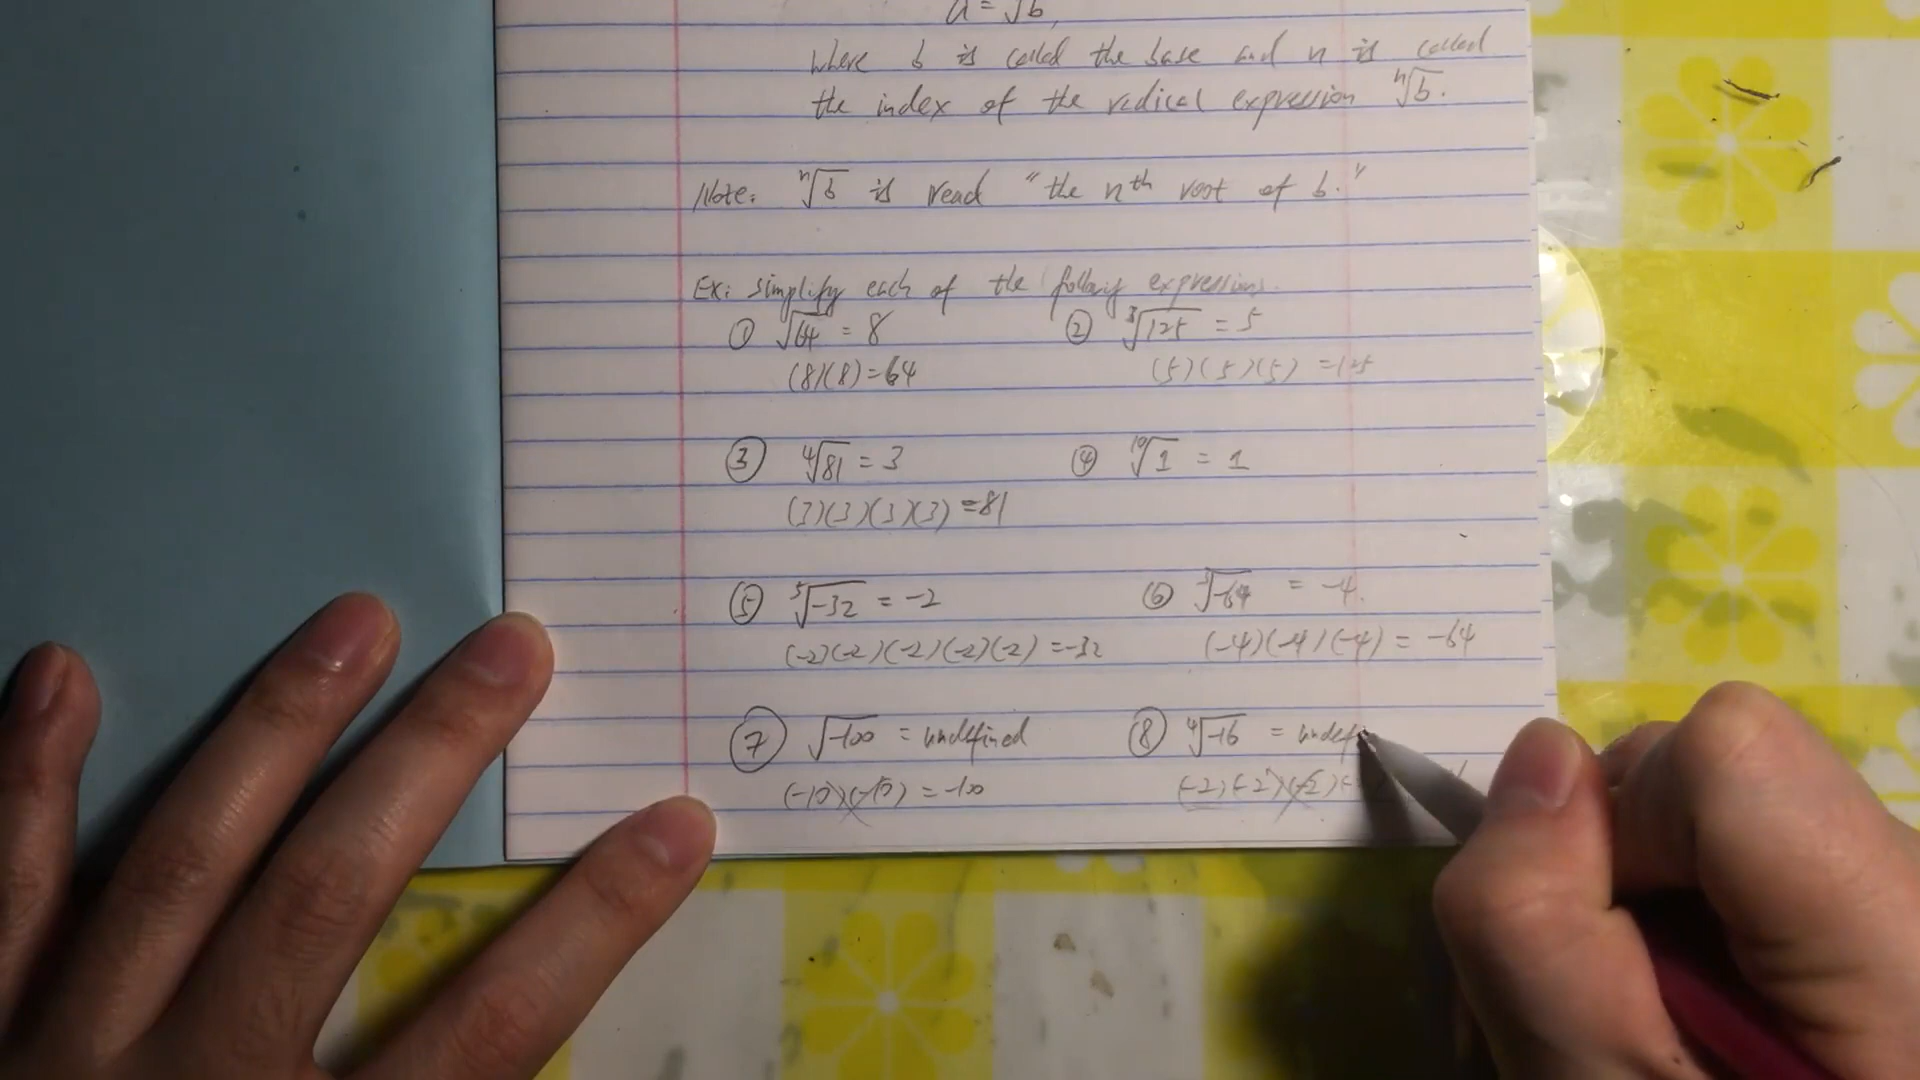 a = √b,
where b is called the base and n is called
the index of the radical expression ⁿ√b.
Note: ⁿ√b is read "the nth root of b."
Ex: simplify each of the following expressions.
① √64 = 8 ② ³√125 = 5
(8)(8)=64 (5)(5)(5) =125
③ ⁴√81 = 3 ④ ¹⁰√1 = 1
(3)(3)(3)(3) =81
⑤ ⁵√-32 = -2 ⑥ ³√-64 = -4.
(-2)(-2)(-2)(-2)(-2) =-32 (-4)(-4)(-4) = -64
⑦ √-100 = undefined ⑧ ⁴√-16 = undef
(-10)(-10) = -100 (-2)(-2)(-2)(-